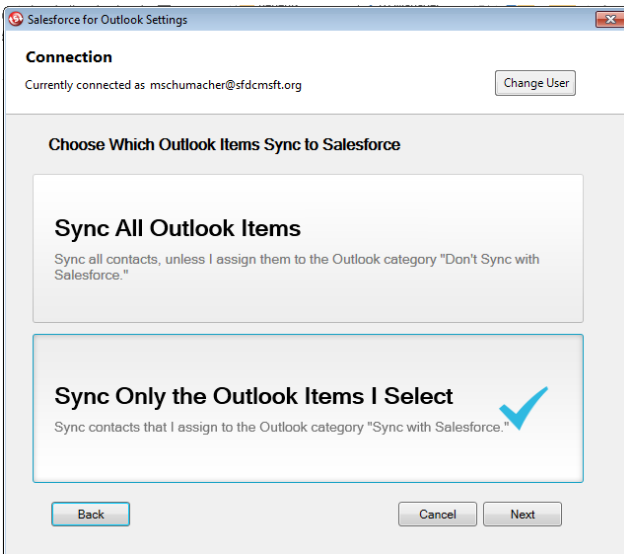 Salesforce for Outlook Settings
Connection
Currently connected as mschumacher@sfdcmsft.org
Change User
Choose Which Outlook Items Sync to Salesforce
Sync All Outlook Items
Sync all contacts, unless I assign them to the Outlook category "Don't Sync with
Salesforce."
Sync Only the Outlook Items I Select
Sync contacts that I assign to the Outlook category "Sync with Salesforce."
Back
Cancel
Next